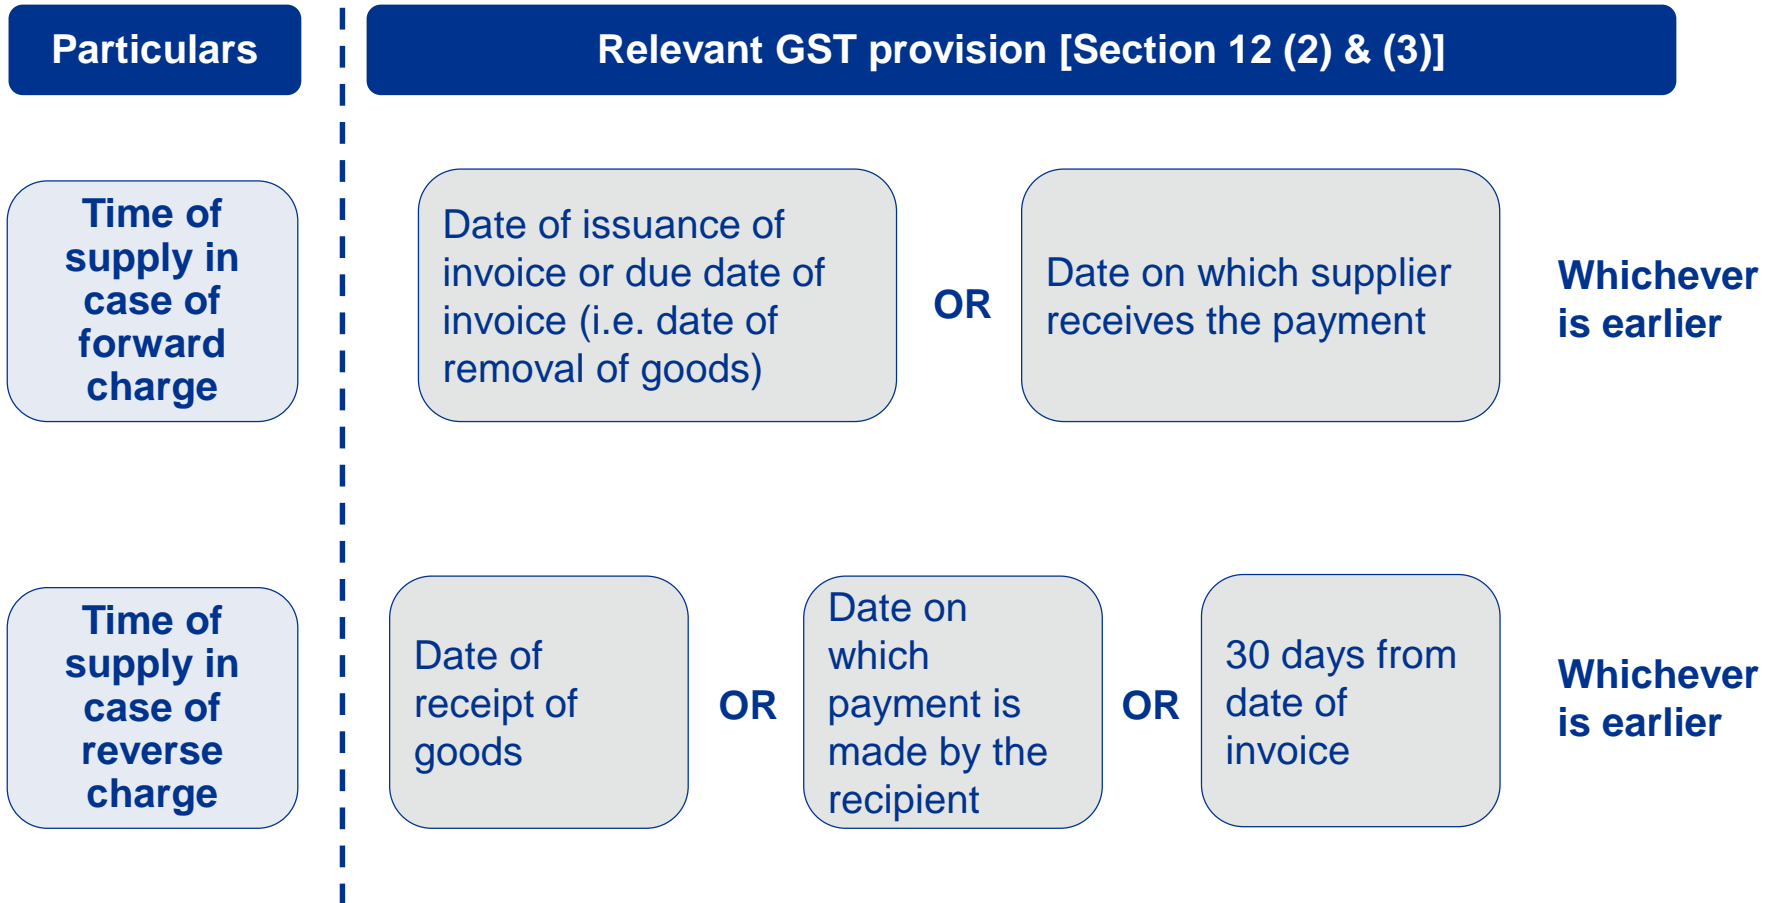 Particulars
Relevant GST provision [Section 12 (2) & (3)]
Time of
supply in
case of
forward
charge
Date of issuance of
invoice or due date of
invoice (i.e. date of
removal of goods)
OR
Date on which supplier
receives the payment
Whichever
is earlier
Time of
supply in
case of
reverse
charge
Date of
receipt of
goods
OR
Date on
which
payment is
made by the
recipient
OR
30 days from
date of
invoice
Whichever
is earlier